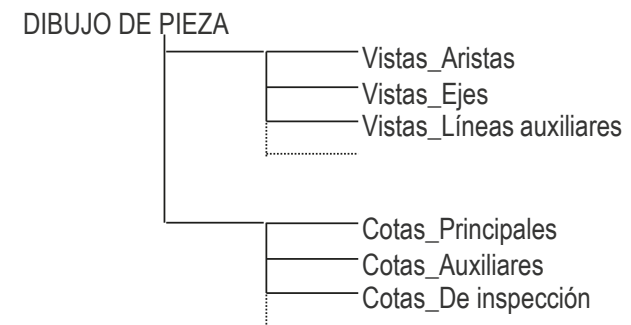 DIBUJO DE PIEZA
Vistas_Aristas
Vistas_Ejes
Vistas_Líneas auxiliares
Cotas_Principales
Cotas_Auxiliares
Cotas_De inspección